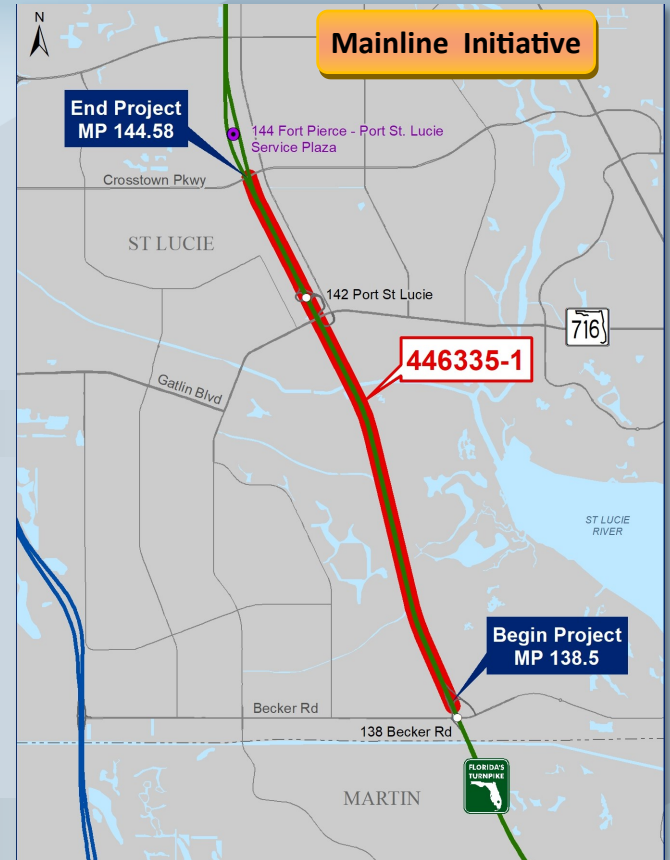 N
Mainline Initiative
End Project
MP 144.58
144 Fort Pierce - Port St. Lucie
Service Plaza
Crosstown Pkwy
ST LUCIE
142 Port St Lucie
716
446335-1
Gatlin Blvd
ST LUCIE
RIVER
Begin Project
MP 138.5
Becker Rd
138 Becker Rd
FLORIDA'S
TURNPIKE
MARTIN